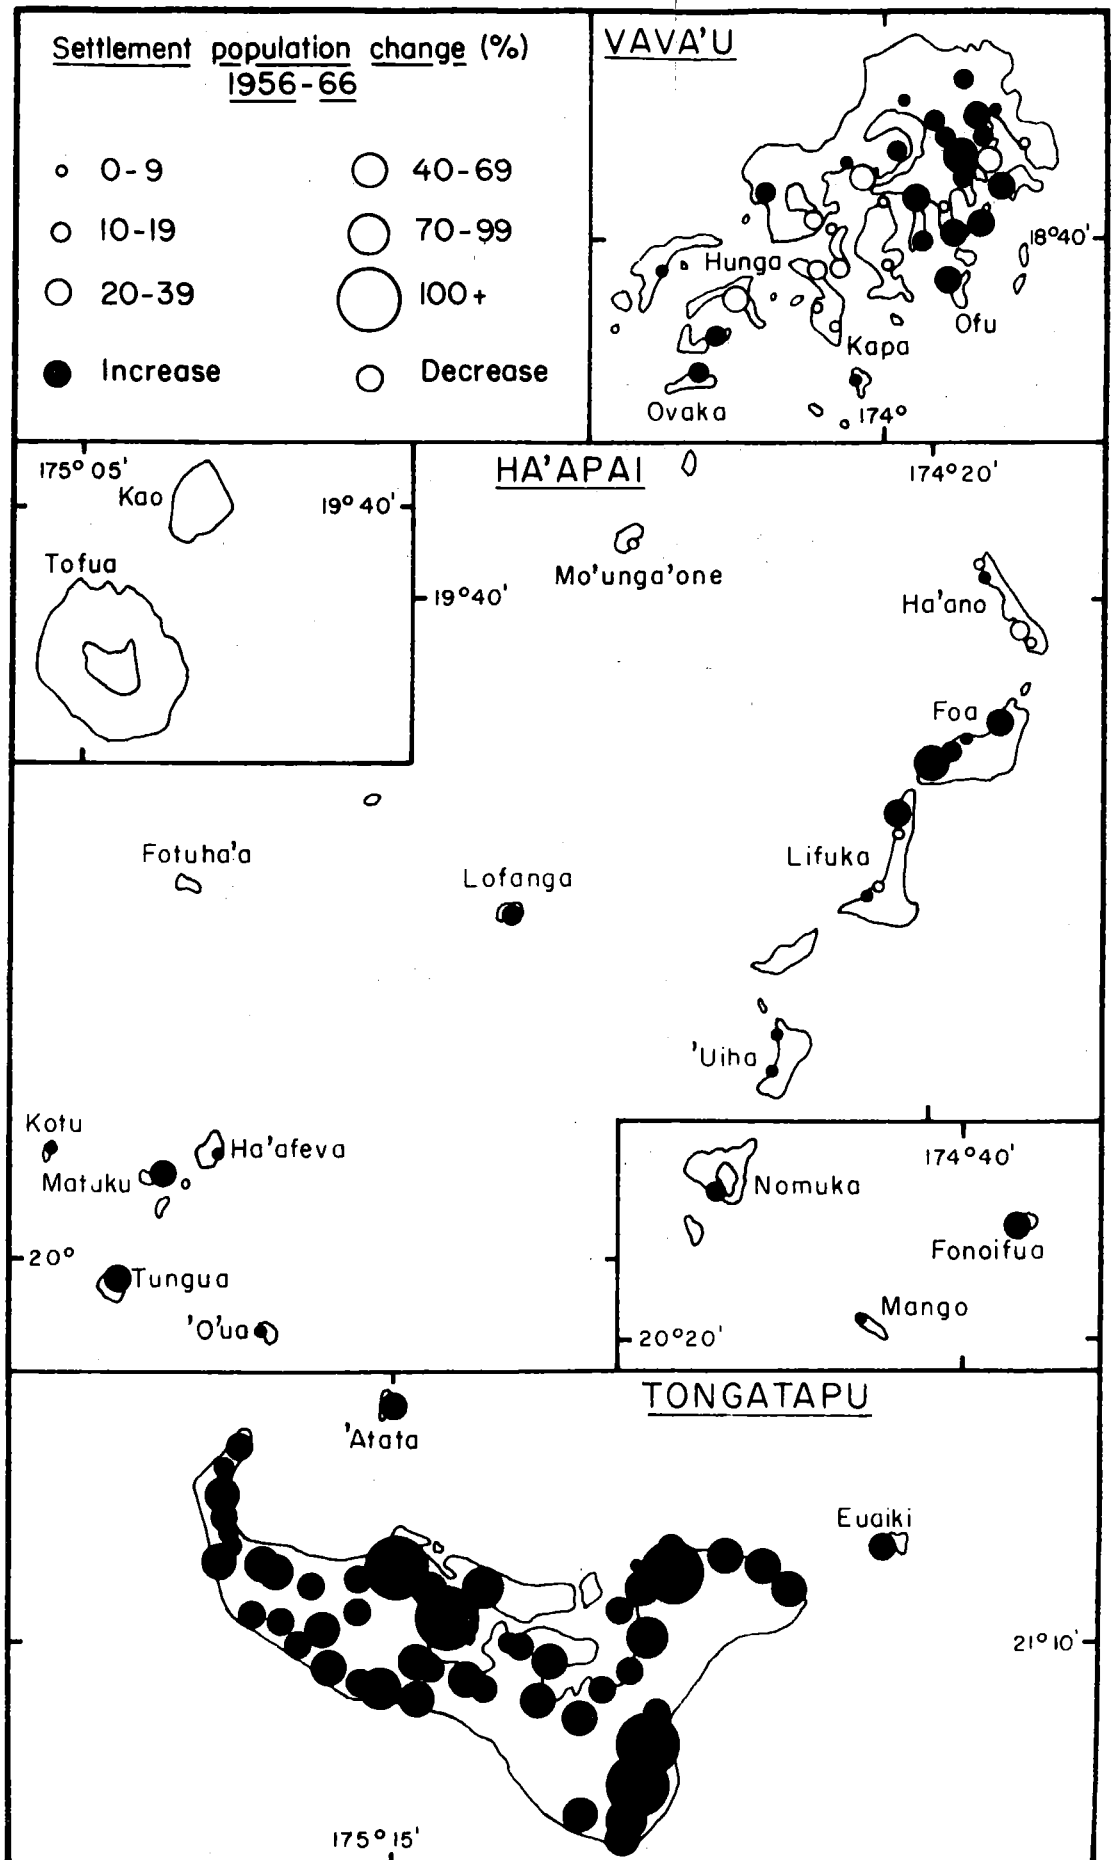 Settlement population change (%)
1956-66
0-9
10-19
20-39
40-69
70-99
100+
Increase
Decrease
VAVA'U
Hunga
18°40'
Ofu
Kapa
Ovaka
174°
175°05'
Kao
19°40'
Tofua
HA'APAI
174°20'
Mo'unga'one
19°40'
Ha'ano
Foa
Fotuha'a
Lofanga
Lifuka
'Uiha
Kotu
Ha'afeva
Matuku
20°
Tungua
'O'ua
174°40'
Nomuka
Fonoifua
Mango
20°20'
TONGATAPU
'Atata
Euaiki
21°10'
175°15'